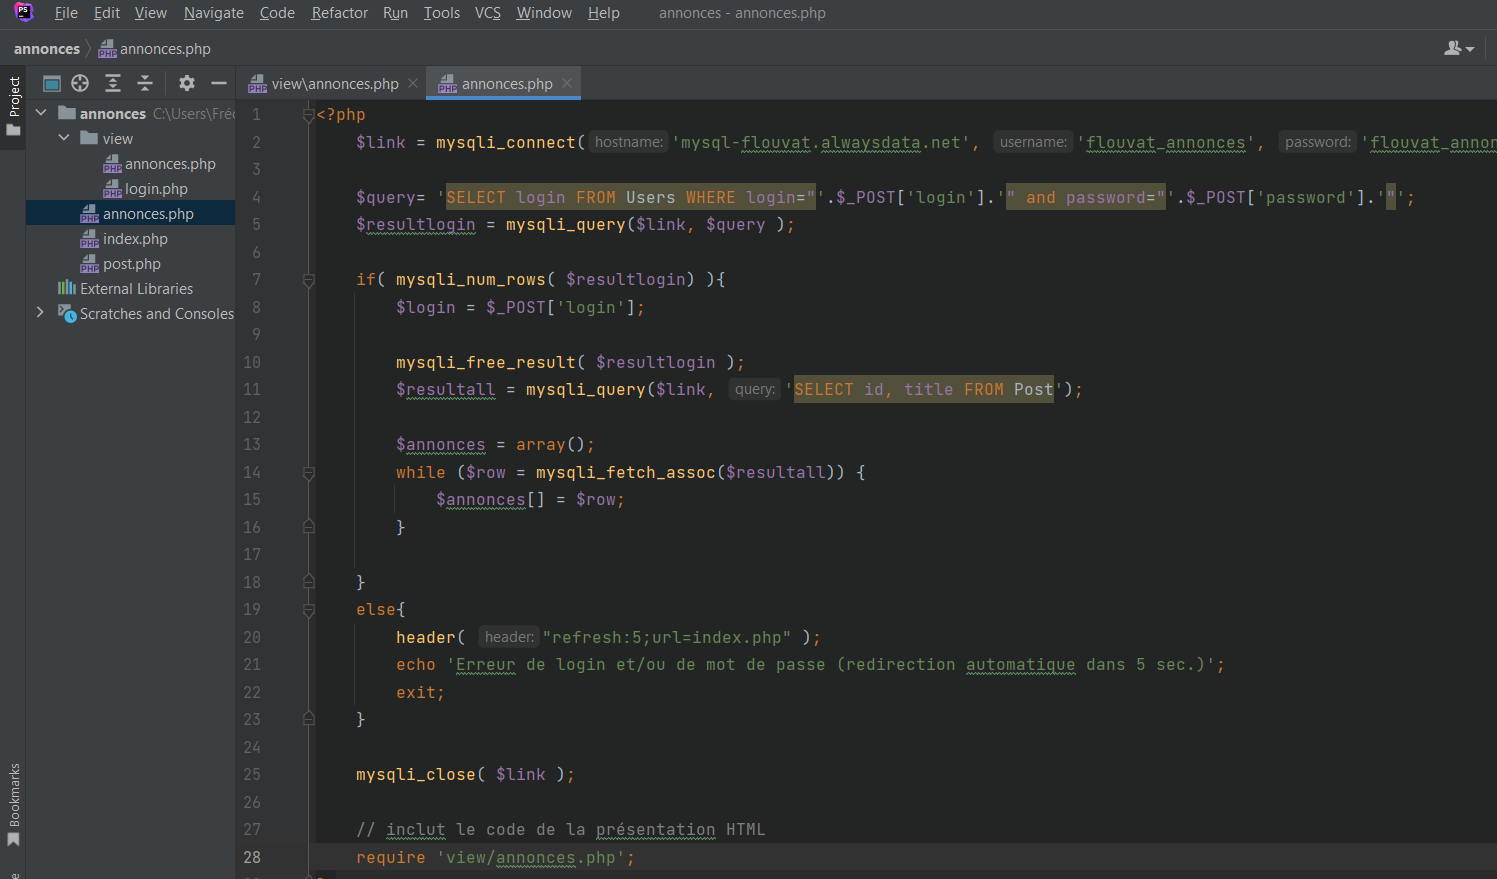 PS File Edit View Navigate Code Refactor Run Tools VCS Window Help annonces - annonces.php
annonces annonces.php
Project
view\annonces.php annonces.php
annonces C:\Users\Fré
view
annonces.php
login.php
annonces.php
index.php
post.php
External Libraries
Scratches and Consoles
1 <?php
2 $link = mysqli_connect( hostname: 'mysql-flouvat.alwaysdata.net', username: 'flouvat_annonces', password: 'flouvat_annon
3
4 $query= 'SELECT login FROM Users WHERE login="'.$_POST['login'].'" and password="'.$_POST['password'].'"';
5 $resultlogin = mysqli_query($link, $query );
6
7 if( mysqli_num_rows( $resultlogin) ){
8 $login = $_POST['login'];
9
10 mysqli_free_result( $resultlogin );
11 $resultall = mysqli_query($link, query: 'SELECT id, title FROM Post');
12
13 $annonces = array();
14 while ($row = mysqli_fetch_assoc($resultall)) {
15 $annonces[] = $row;
16 }
17
18 }
19 else{
20 header( header: "refresh:5;url=index.php" );
21 echo 'Erreur de login et/ou de mot de passe (redirection automatique dans 5 sec.)';
22 exit;
23 }
24
25 mysqli_close( $link );
26
27 // inclut le code de la présentation HTML
28 require 'view/annonces.php';
Bookmarks